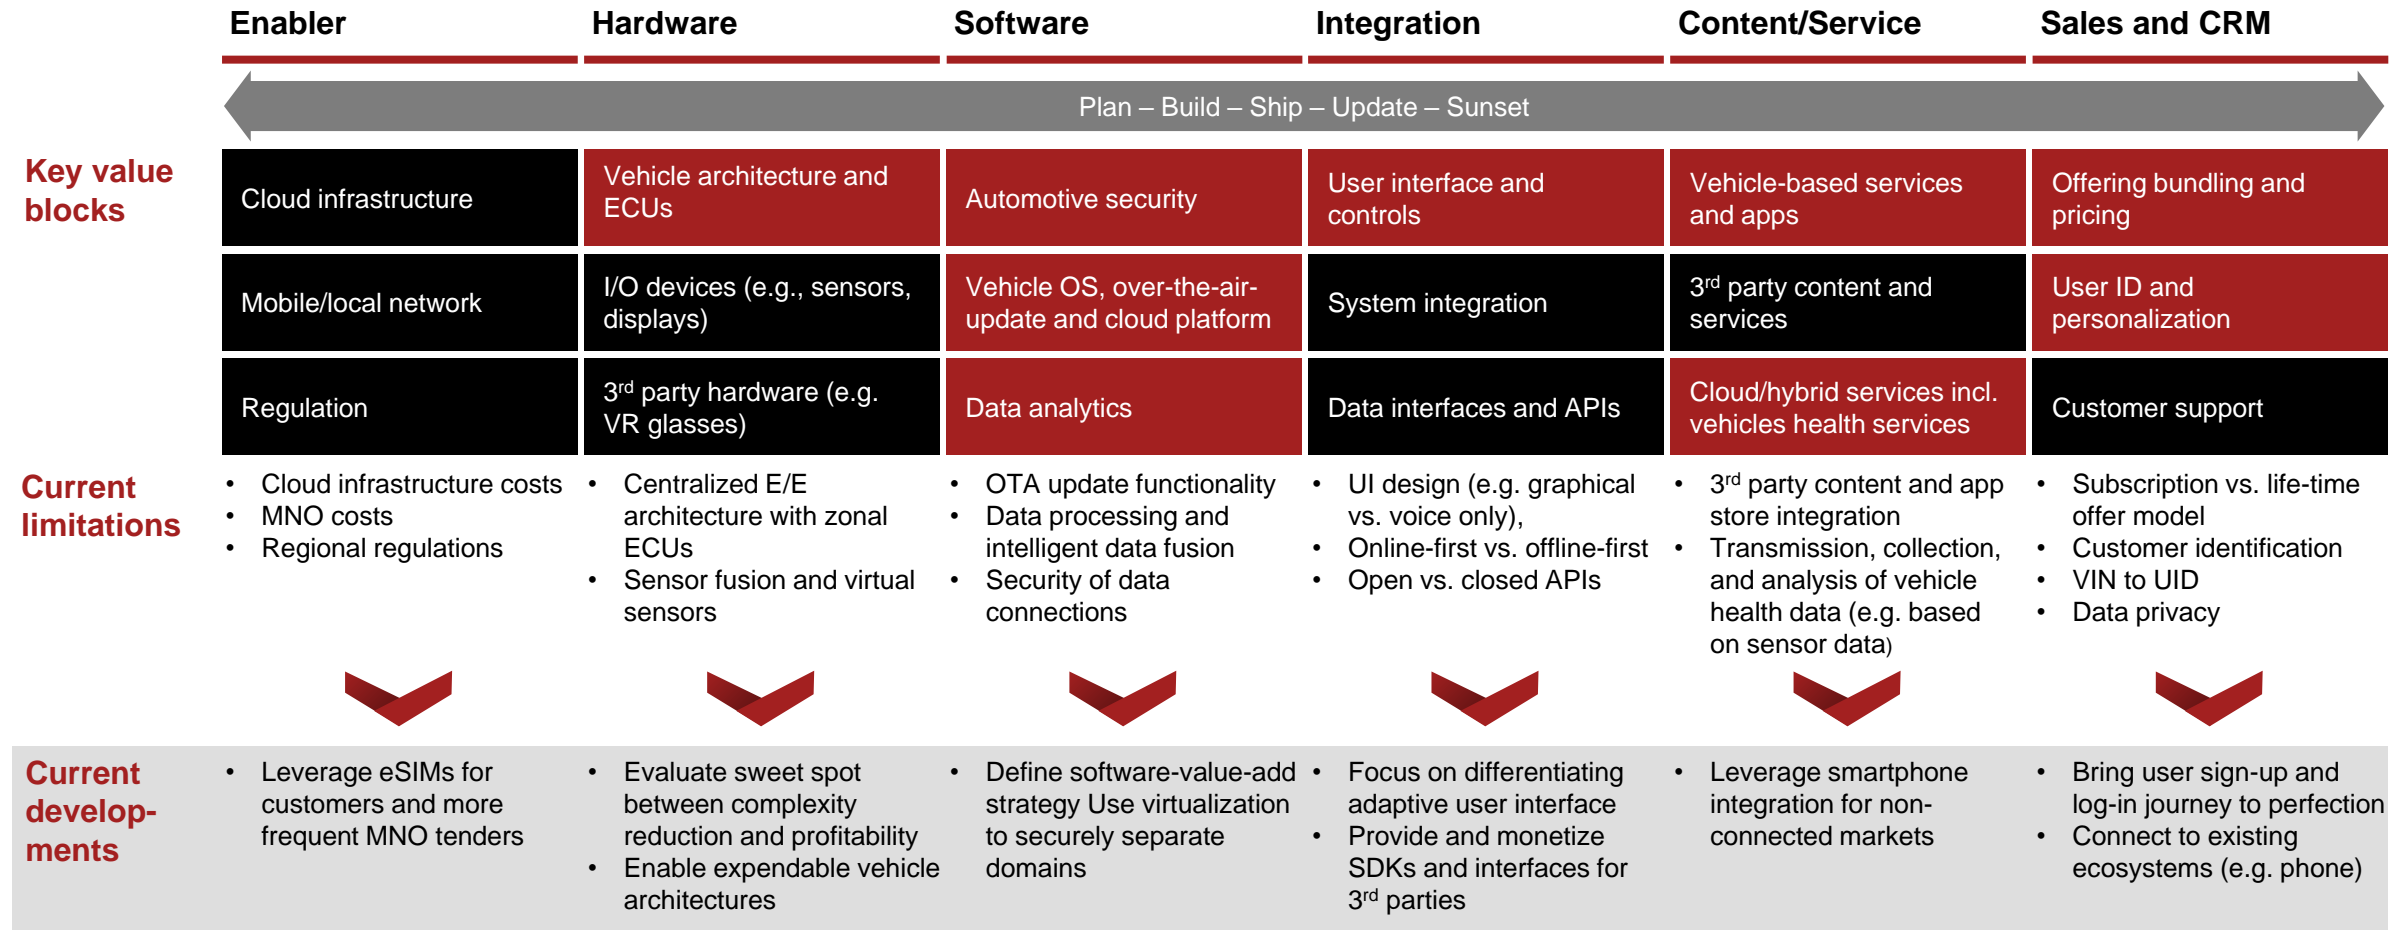 Enabler
Hardware
Software
Integration
Content/Service
Sales and CRM
Plan – Build – Ship – Update – Sunset
Key value
blocks
Cloud infrastructure
Vehicle architecture and
ECUs
Automotive security
User interface and
controls
Vehicle-based services
and apps
Offering bundling and
pricing
Mobile/local network
I/O devices (e.g., sensors,
displays)
Vehicle OS, over-the-air-
update and cloud platform
System integration
3rd party content and
services
User ID and
personalization
Regulation
3rd party hardware (e.g.
VR glasses)
Data analytics
Data interfaces and APIs
Cloud/hybrid services incl.
vehicles health services
Customer support
Current
limitations
• Cloud infrastructure costs
• MNO costs
• Regional regulations
• Centralized E/E
architecture with zonal
ECUs
• Sensor fusion and virtual
sensors
• OTA update functionality
• Data processing and
intelligent data fusion
• Security of data
connections
• UI design (e.g. graphical
vs. voice only),
• Online-first vs. offline-first
• Open vs. closed APIs
• 3rd party content and app
store integration
• Transmission, collection,
and analysis of vehicle
health data (e.g. based
on sensor data)
• Subscription vs. life-time
offer model
• Customer identification
• VIN to UID
• Data privacy
Current
develop-
ments
• Leverage eSIMs for
customers and more
frequent MNO tenders
• Evaluate sweet spot
between complexity
reduction and profitability
• Enable expendable vehicle
architectures
• Define software-value-add
strategy Use virtualization
to securely separate
domains
• Focus on differentiating
adaptive user interface
• Provide and monetize
SDKs and interfaces for
3rd parties
• Leverage smartphone
integration for non-
connected markets
• Bring user sign-up and
log-in journey to perfection
• Connect to existing
ecosystems (e.g. phone)